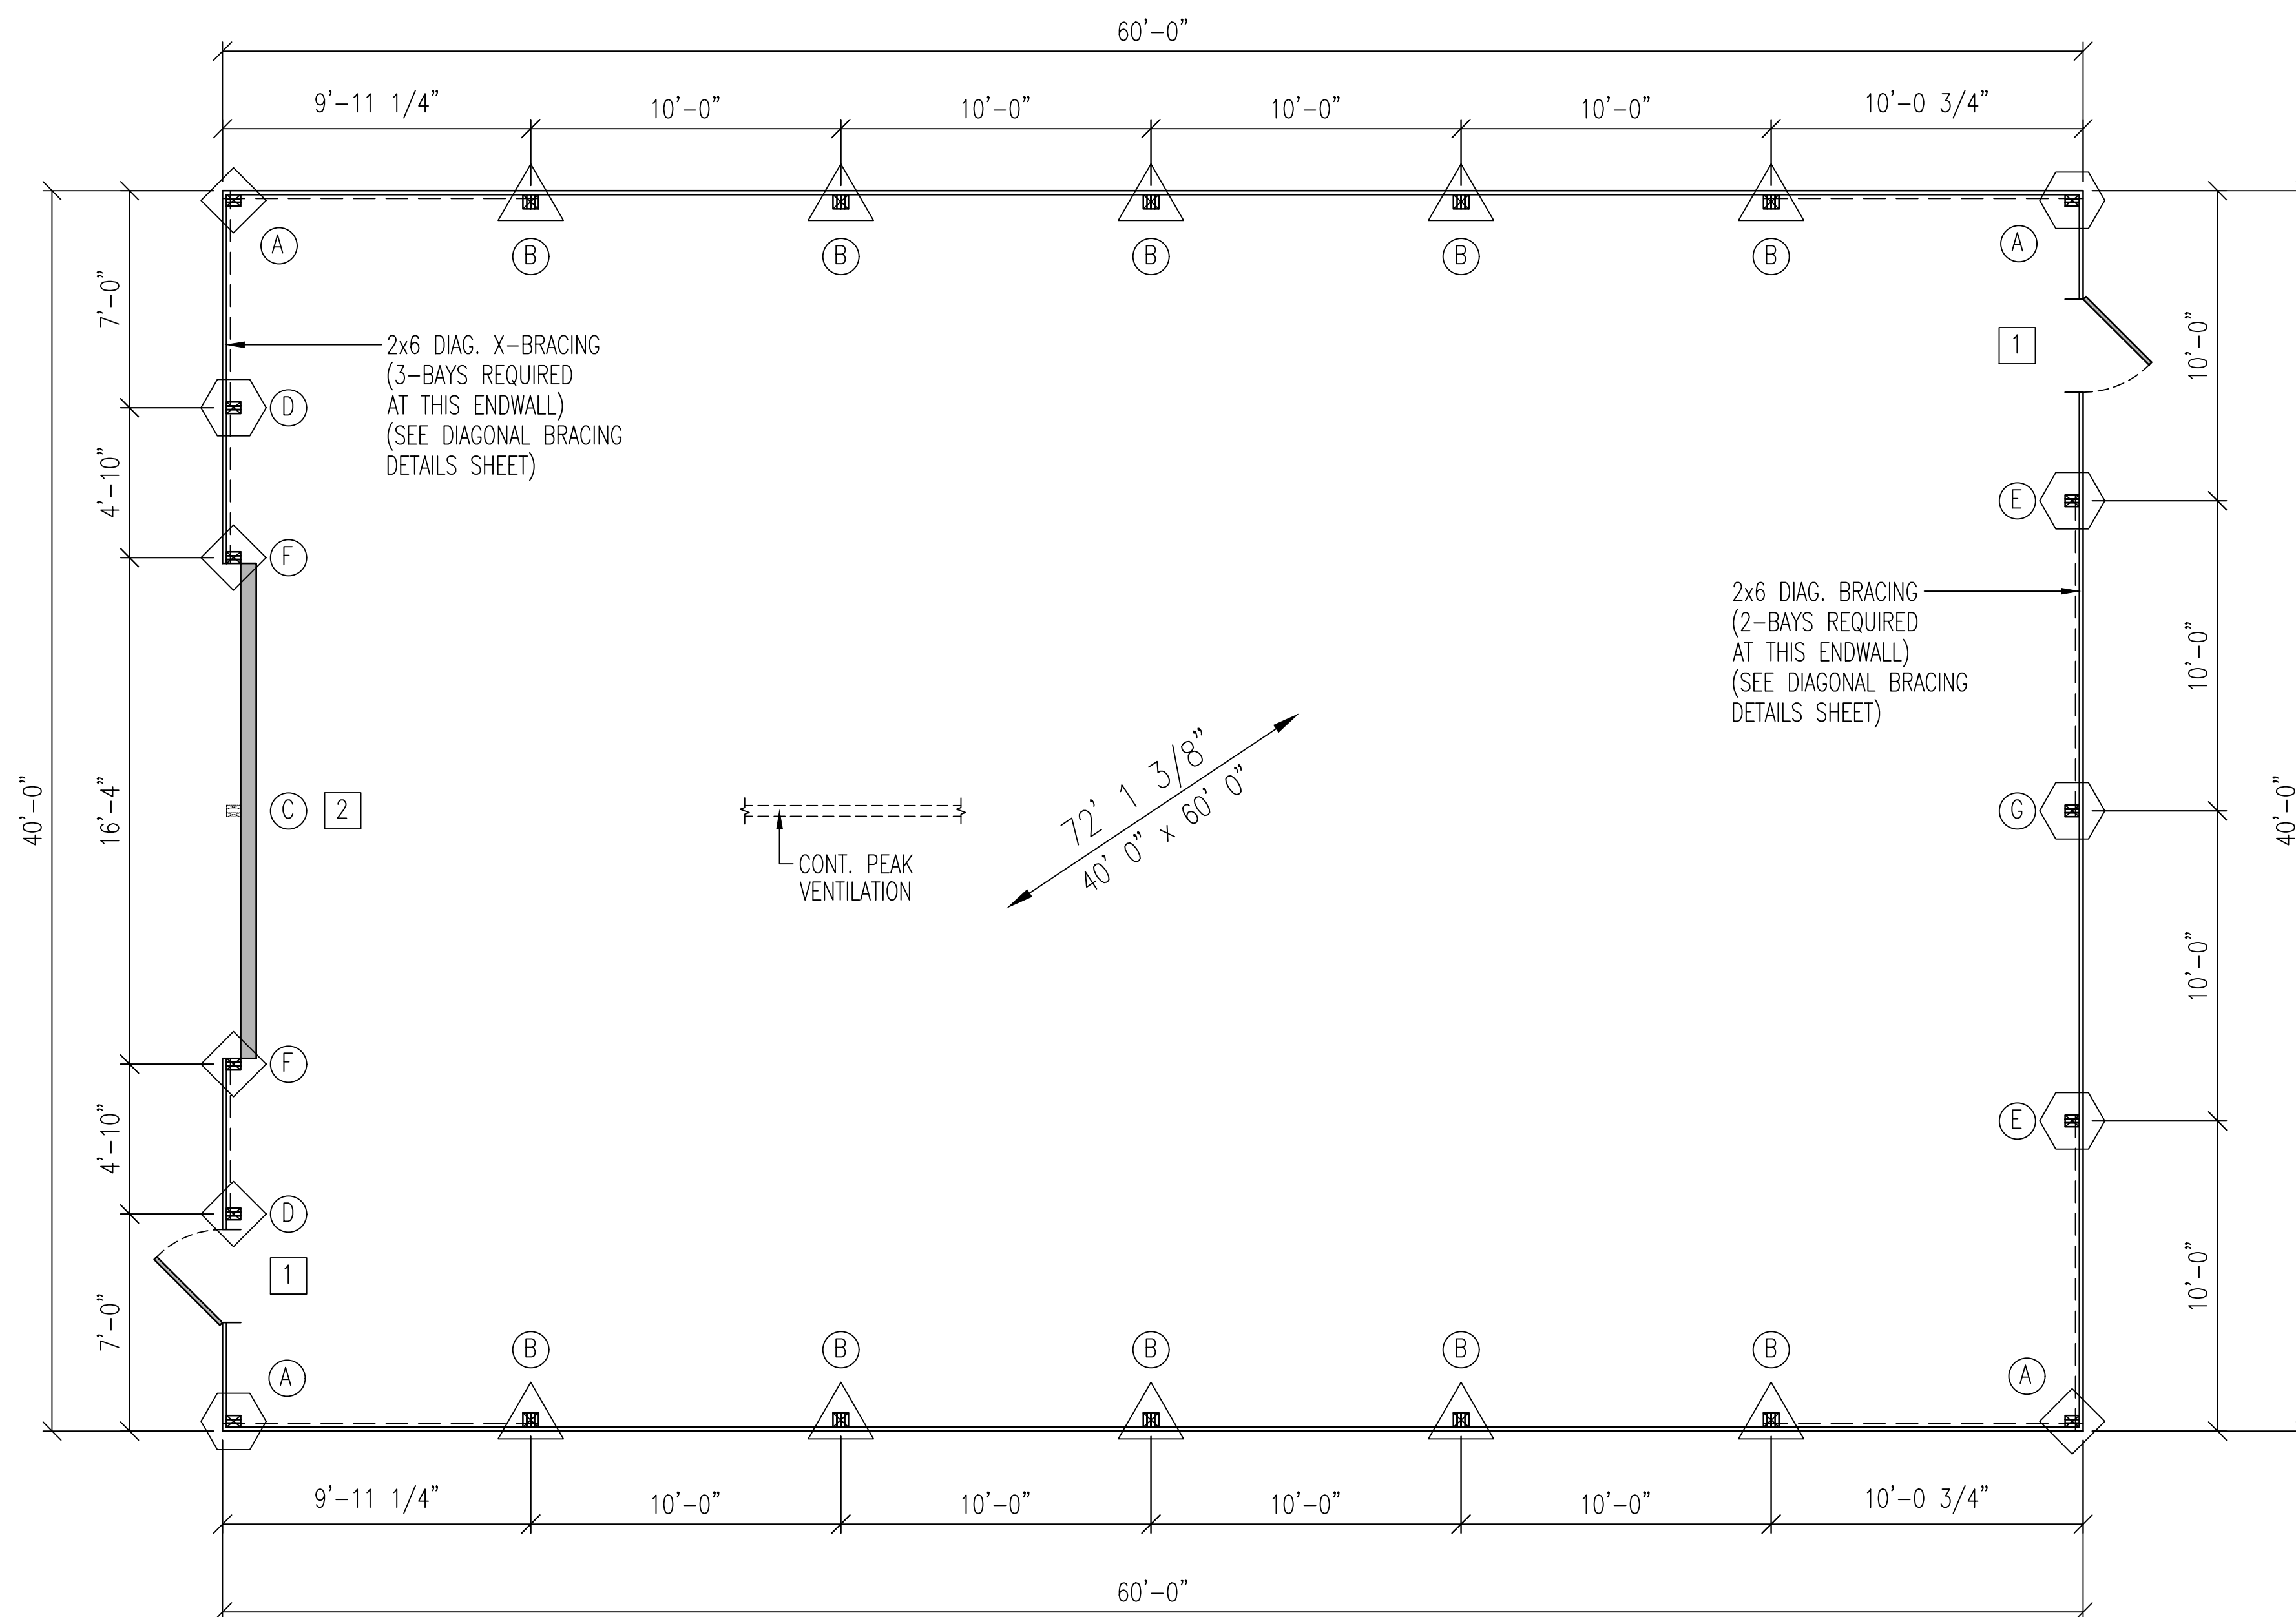 60'-0"
9'-11 1/4"
10'-0"
10'-0"
10'-0"
10'-0"
10'-0 3/4"
A
B
B
B
B
B
A
7'-0"
4'-10"
16'-4"
4'-10"
7'-0"
40'-0"
2x6 DIAG. X-BRACING
(3-BAYS REQUIRED
AT THIS ENDWALL)
(SEE DIAGONAL BRACING
DETAILS SHEET)
D
F
C
2
F
D
1
A
CONT. PEAK
VENTILATION
72' 1 3/8"
40' 0" x 60' 0"
2x6 DIAG. BRACING
(2-BAYS REQUIRED
AT THIS ENDWALL)
(SEE DIAGONAL BRACING
DETAILS SHEET)
1
E
G
E
A
10'-0"
10'-0"
10'-0"
10'-0"
40'-0"
B
B
B
B
B
9'-11 1/4"
10'-0"
10'-0"
10'-0"
10'-0"
10'-0 3/4"
60'-0"